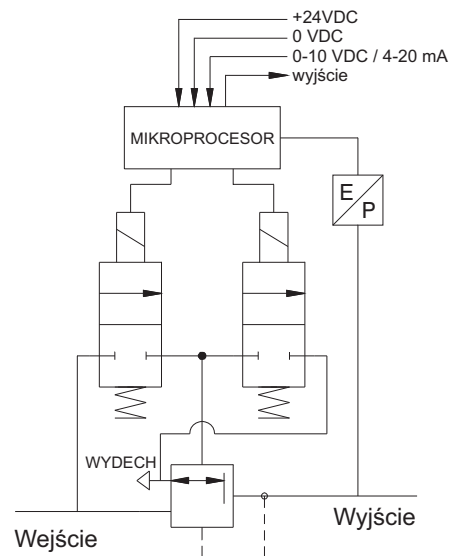 +24VDC
0 VDC
0-10 VDC / 4-20 mA
wyjście
MIKROPROCESOR
E
P
WYDECH
Wejście
Wyjście